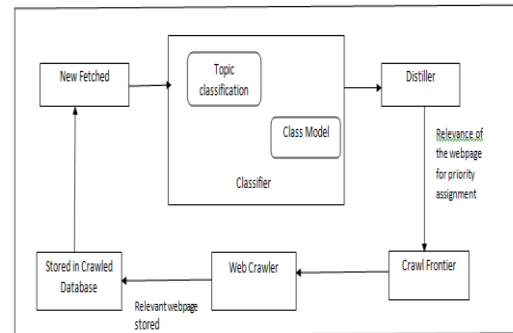 New Fetched
Topic
classification
Class Model
Classifier
Distiller
Relevance of
the webpage
for priority
assignment
Crawl Frontier
Web Crawler
Relevant webpage
stored
Stored in Crawled
Database